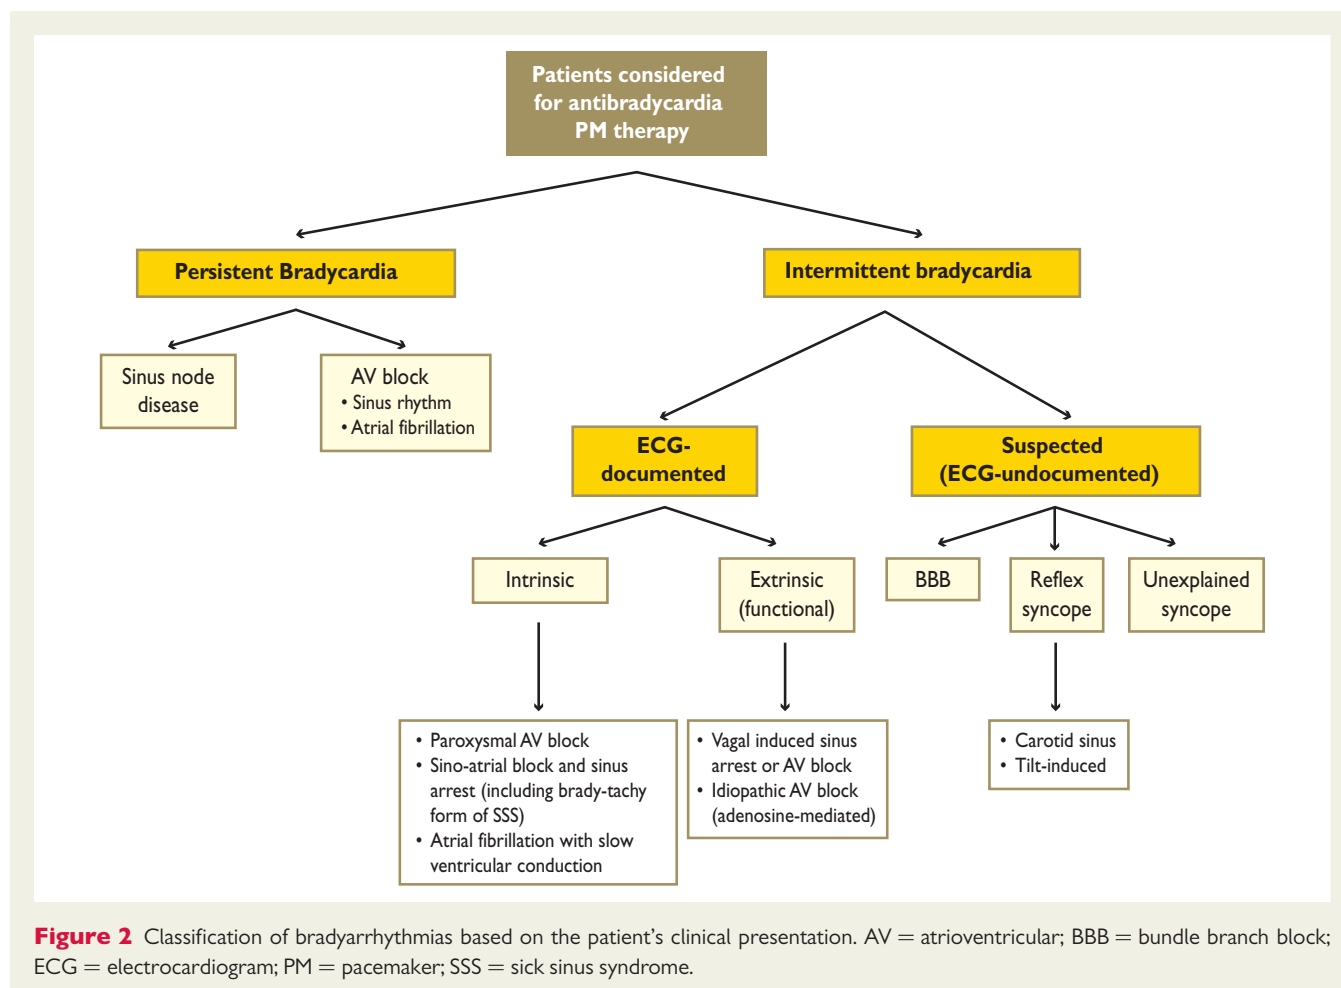 Patients considered
for antibradycardia
PM therapy
Persistent Bradycardia
Intermittent bradycardia
Sinus node
disease
AV block
• Sinus rhythm
• Atrial fibrillation
ECG-
documented
Suspected
(ECG-undocumented)
Intrinsic
Extrinsic
(functional)
BBB
Reflex
syncope
Unexplained
syncope
• Paroxysmal AV block
• Sino-atrial block and sinus
arrest (including brady-tachy
form of SSS)
• Atrial fibrillation with slow
ventricular conduction
• Vagal induced sinus
arrest or AV block
• Idiopathic AV block
(adenosine-mediated)
• Carotid sinus
• Tilt-induced
Figure 2 Classification of bradyarrhythmias based on the patient's clinical presentation. AV = atrioventricular; BBB = bundle branch block;
ECG = electrocardiogram; PM = pacemaker; SSS = sick sinus syndrome.